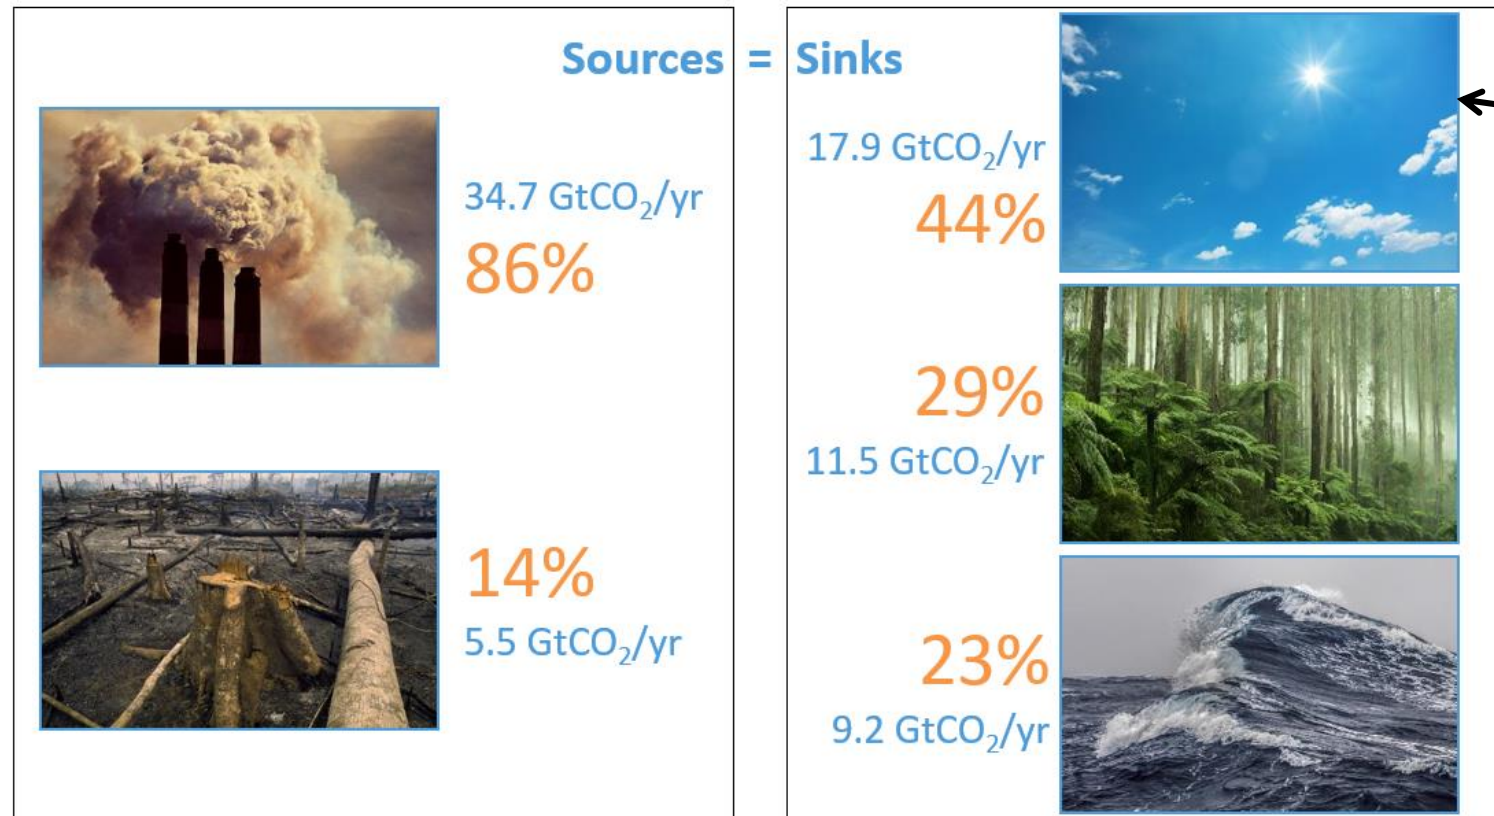 Sources = Sinks
34.7 GtCO₂/yr
86%
14%
5.5 GtCO₂/yr
17.9 GtCO₂/yr
44%
29%
11.5 GtCO₂/yr
23%
9.2 GtCO₂/yr